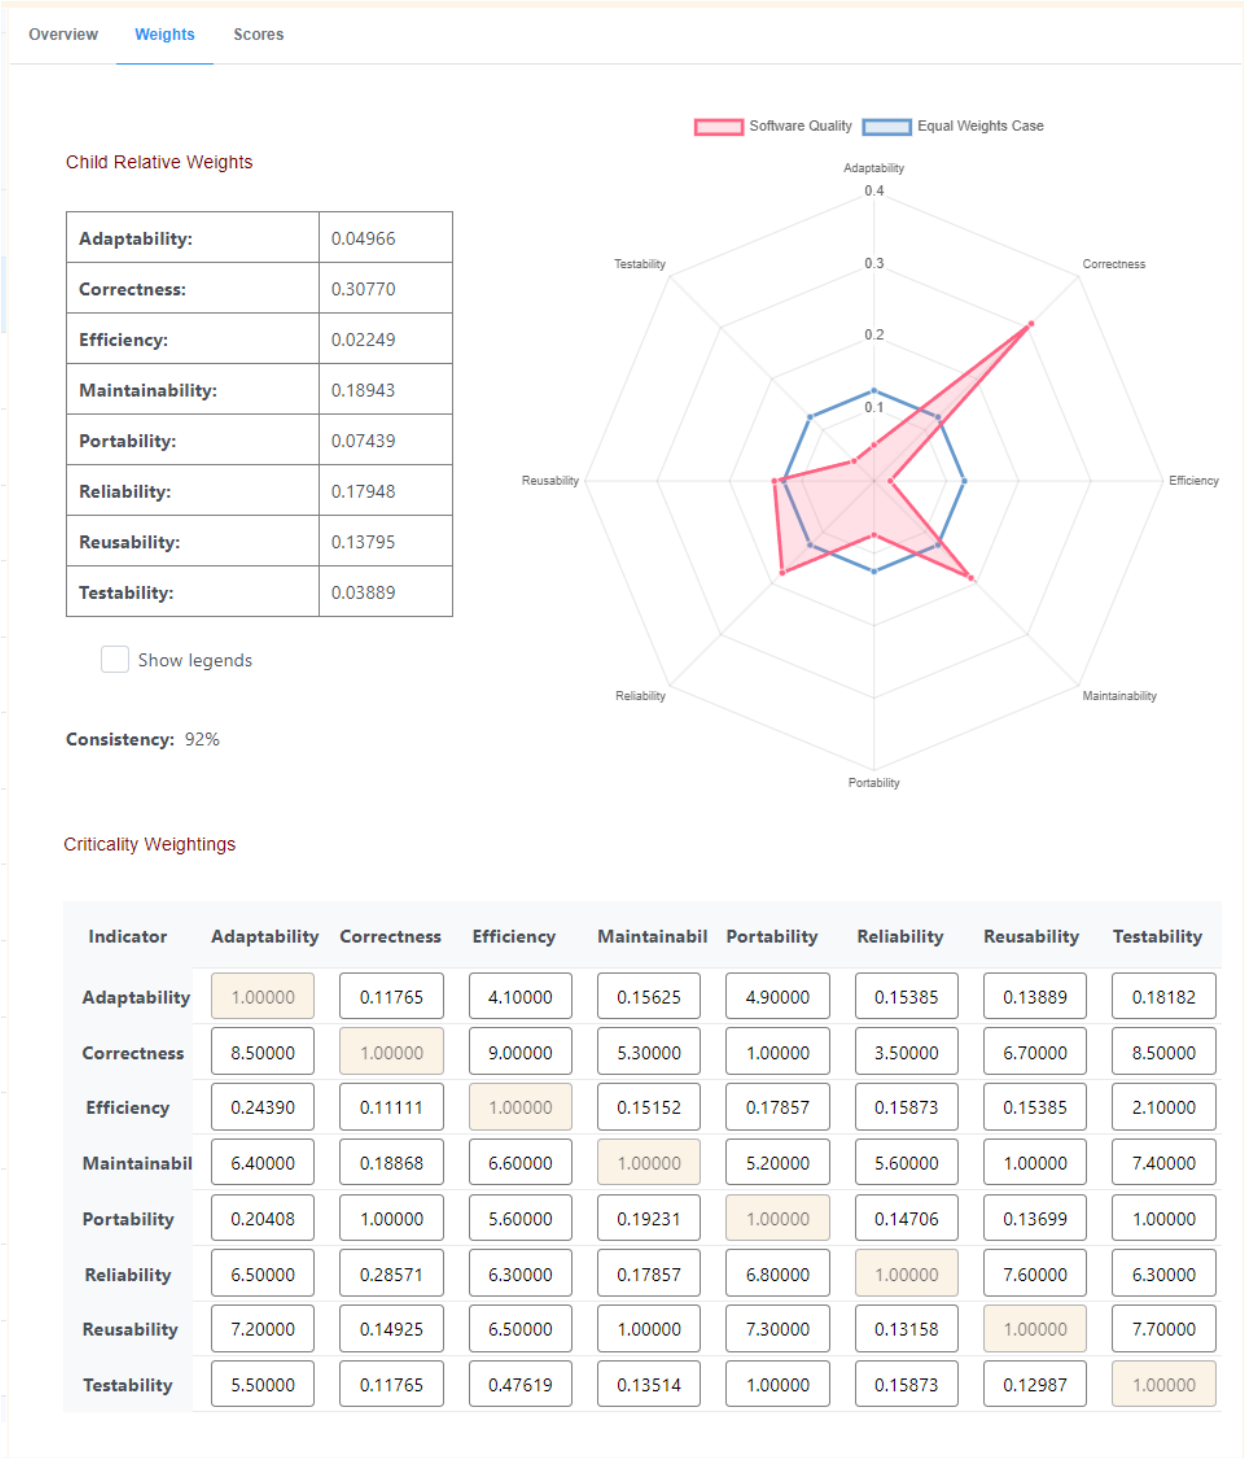 Overview Weights Scores
Software Quality Equal Weights Case
Child Relative Weights
Adaptability: 0.04966
Correctness: 0.30770
Efficiency: 0.02249
Maintainability: 0.18943
Portability: 0.07439
Reliability: 0.17948
Reusability: 0.13795
Testability: 0.03889
Show legends
Consistency: 92%
Adaptability
0.4
Testability 0.3 Correctness
0.2
0.1
Reusability Efficiency
Reliability Maintainability
Portability
Criticality Weightings
Indicator Adaptability Correctness Efficiency Maintainabil Portability Reliability Reusability Testability
Adaptability 1.00000 0.11765 4.10000 0.15625 4.90000 0.15385 0.13889 0.18182
Correctness 8.50000 1.00000 9.00000 5.30000 1.00000 3.50000 6.70000 8.50000
Efficiency 0.24390 0.11111 1.00000 0.15152 0.17857 0.15873 0.15385 2.10000
Maintainabil 6.40000 0.18868 6.60000 1.00000 5.20000 5.60000 1.00000 7.40000
Portability 0.20408 1.00000 5.60000 0.19231 1.00000 0.14706 0.13699 1.00000
Reliability 6.50000 0.28571 6.30000 0.17857 6.80000 1.00000 7.60000 6.30000
Reusability 7.20000 0.14925 6.50000 1.00000 7.30000 0.13158 1.00000 7.70000
Testability 5.50000 0.11765 0.47619 0.13514 1.00000 0.15873 0.12987 1.00000